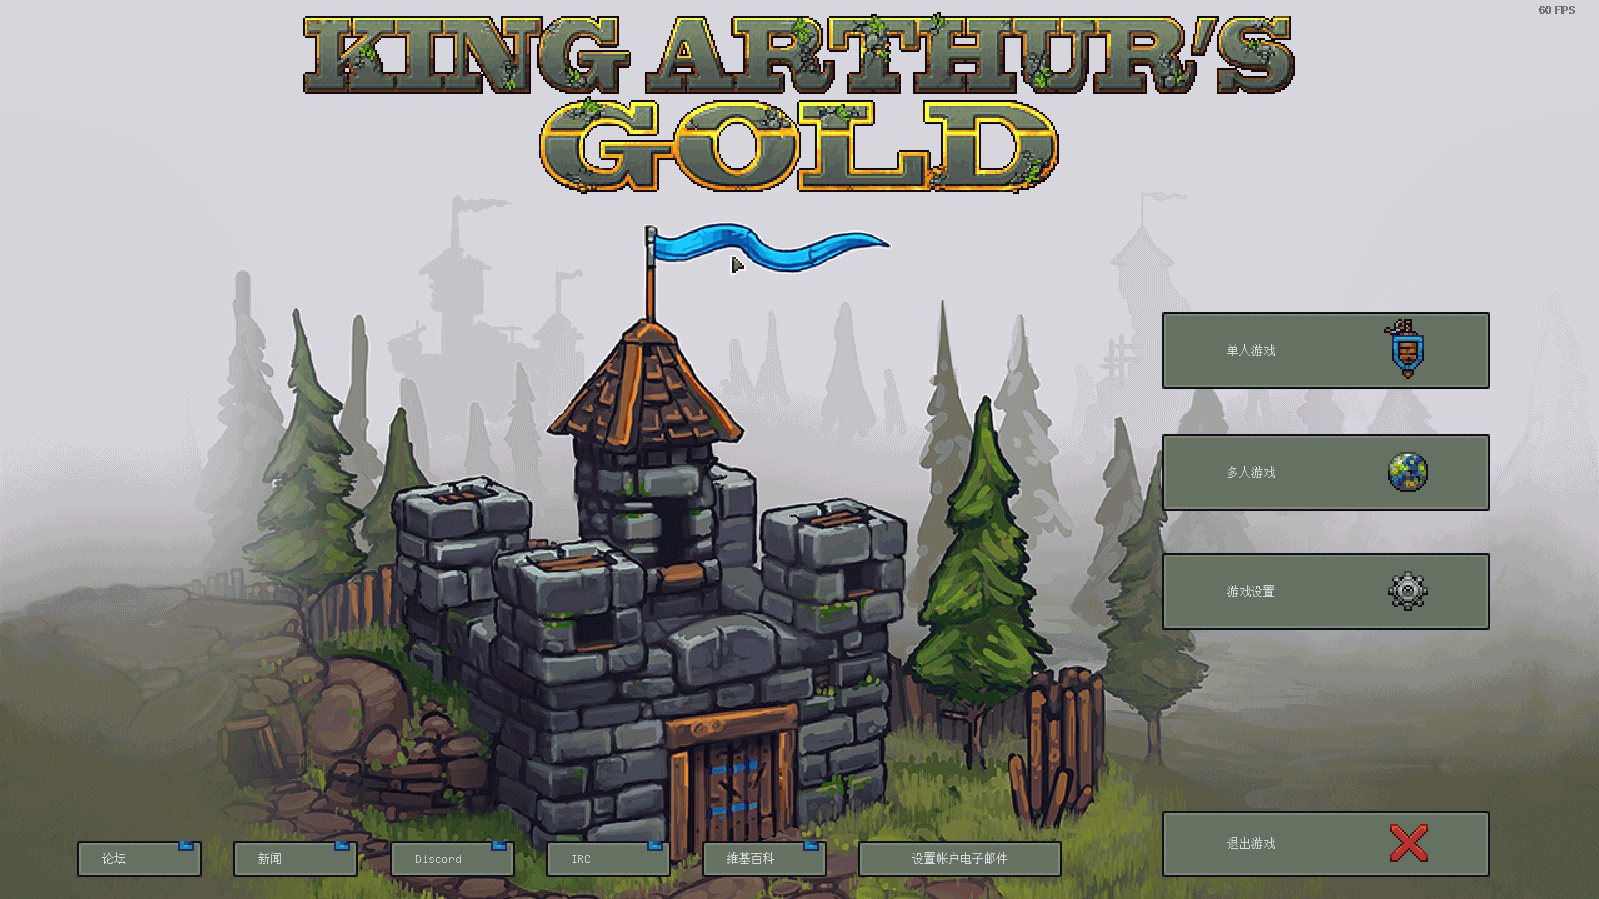 60 FPS
KING ARTHUR'S
GOLD
单人游戏
多人游戏
游戏设置
退出游戏
论坛
新闻
Discord
IRC
维基百科
设置帐户电子邮件